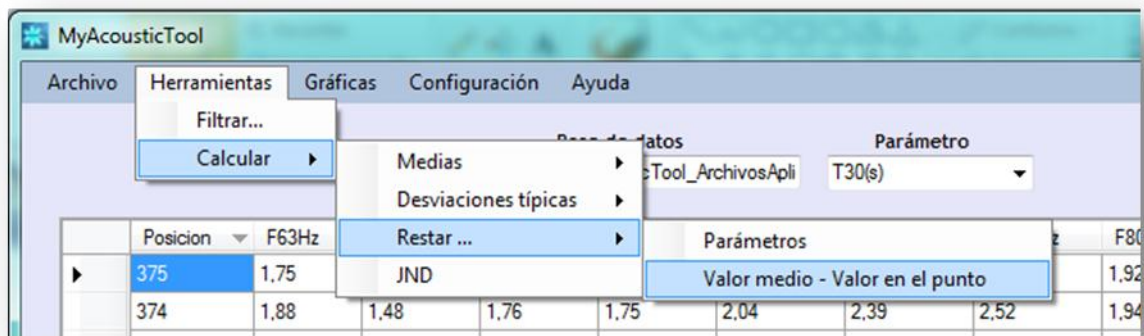 MyAcousticTool
Archivo Herramientas Gráficas Configuración Ayuda
Filtrar...
Calcular
Medias
Desviaciones típicas
Restar ...
JND
Parámetros
Valor medio - Valor en el punto
datos Parámetro
Tool_ArchivosApli T30(s)
Posicion F63Hz
375 1,75 1,92
374 1,88 1,48 1,76 1,75 2,04 2,39 2,52 1,94